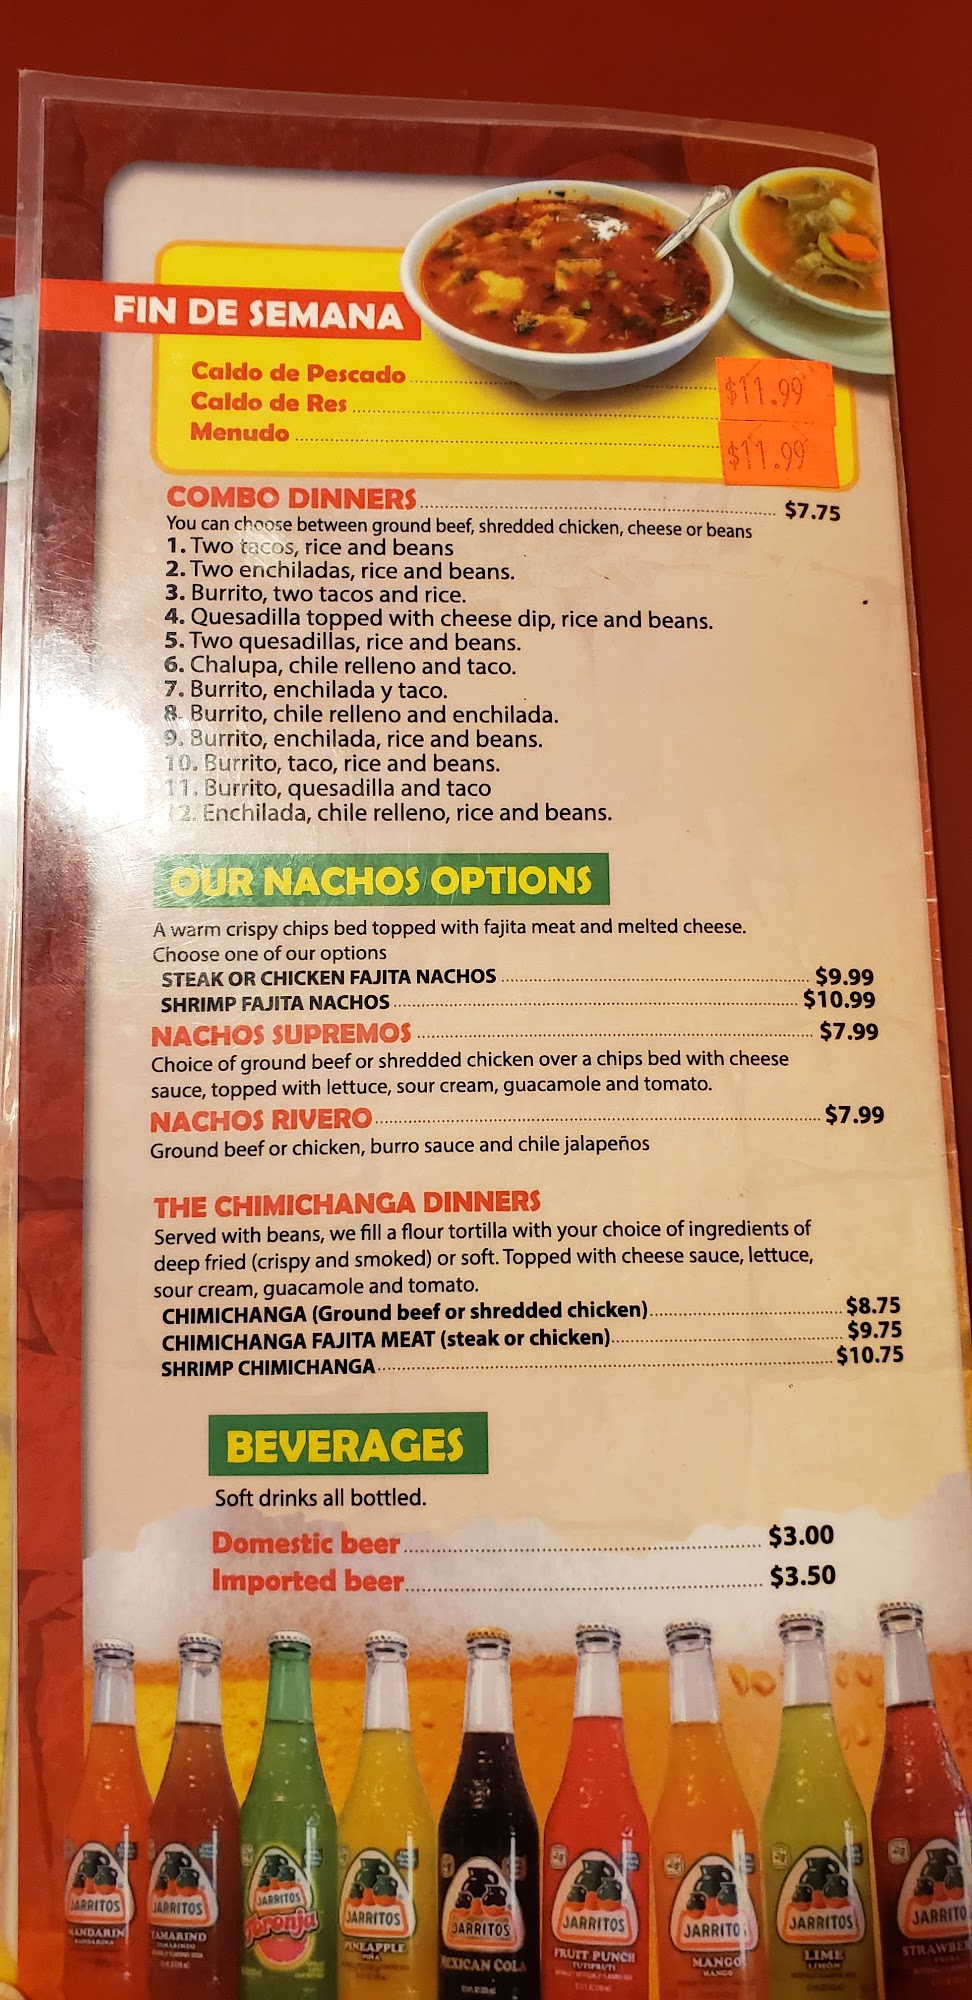 FIN DE SEMANA
Caldo de Pescado
$11.99
Caldo de Res
Menudo
$11.99
COMBO DINNERS $7.75
You can choose between ground beef, shredded chicken, cheese or beans
1. Two tacos, rice and beans
2. Two enchiladas, rice and beans.
3. Burrito, two tacos and rice.
4. Quesadilla topped with cheese dip, rice and beans.
5. Two quesadillas, rice and beans.
6. Chalupa, chile relleno and taco.
7. Burrito, enchilada y taco.
8. Burrito, chile relleno and enchilada.
9. Burrito, enchilada, rice and beans.
10. Burrito, taco, rice and beans.
11. Burrito, quesadilla and taco
12. Enchilada, chile relleno, rice and beans.
OUR NACHOS OPTIONS
A warm crispy chips bed topped with fajita meat and melted cheese.
Choose one of our options
STEAK OR CHICKEN FAJITA NACHOS $9.99
SHRIMP FAJITA NACHOS $10.99
NACHOS SUPREMOS $7.99
Choice of ground beef or shredded chicken over a chips bed with cheese
sauce, topped with lettuce, sour cream, guacamole and tomato.
NACHOS RIVERO $7.99
Ground beef or chicken, burro sauce and chile jalapeños
THE CHIMICHANGA DINNERS
Served with beans, we fill a flour tortilla with your choice of ingredients of
deep fried (crispy and smoked) or soft. Topped with cheese sauce, lettuce,
sour cream, guacamole and tomato.
CHIMICHANGA (Ground beef or shredded chicken) $8.75
CHIMICHANGA FAJITA MEAT (steak or chicken) $9.75
SHRIMP CHIMICHANGA $10.75
BEVERAGES
Soft drinks all bottled.
Domestic beer $3.00
Imported beer $3.50
JARRITOS JARRITOS JARRITOS JARRITOS JARRITOS JARRITOS JARRITO JARRITOS JARRITO
MANDARIN TAMARIND Toronja PINEAPPLE MEXICAN COLA FRUIT PUNCH MANGO LIME STRAWBE
MANDARINA TAMARINDO PIÑA TUTIFRUTI MANGO LIMÓN